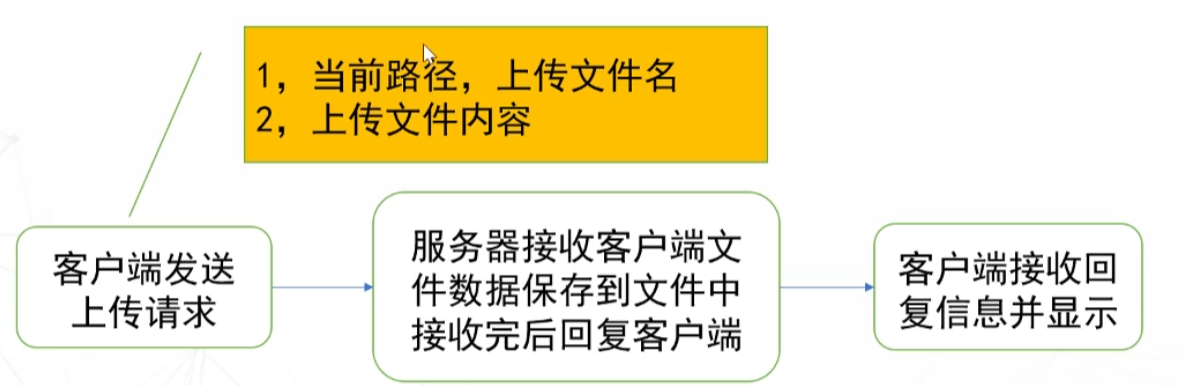 1，当前路径，上传文件名
2，上传文件内容
客户端发送
上传请求
服务器接收客户端文
件数据保存到文件中
接收完后回复客户端
客户端接收回
复信息并显示